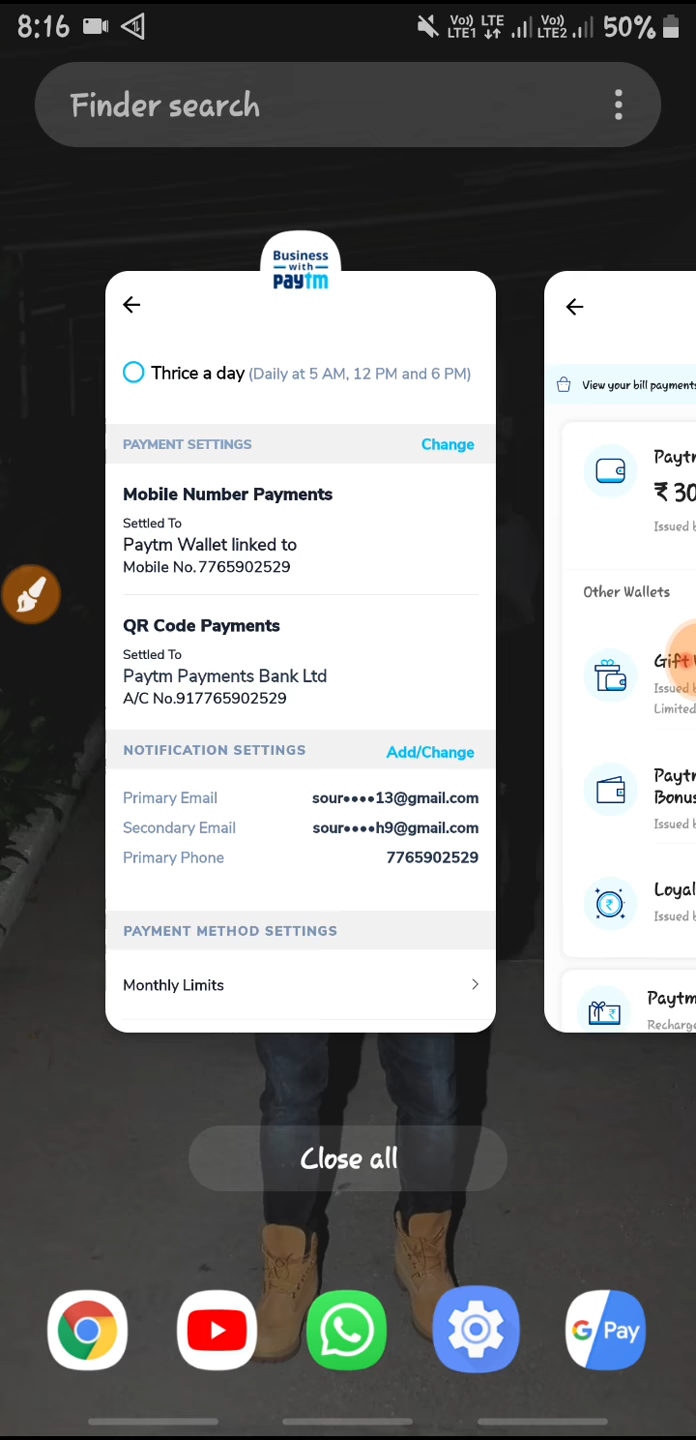 8:16
Vo)) LTE Vo)) 50%
LTE1 LTE2
Finder search
Business
with
paytm
Thrice a day (Daily at 5 AM, 12 PM and 6 PM)
PAYMENT SETTINGS Change
Mobile Number Payments
Settled To
Paytm Wallet linked to
Mobile No. 7765902529
QR Code Payments
Settled To
Paytm Payments Bank Ltd
A/C No.917765902529
NOTIFICATION SETTINGS Add/Change
Primary Email sour••••13@gmail.com
Secondary Email sour••••h9@gmail.com
Primary Phone 7765902529
PAYMENT METHOD SETTINGS
Monthly Limits
View your bill payments
₹ 30
Issued
Other Wallets
Gift
Issued
Limited
Bonus
Issued
Issued
Close all
G Pay